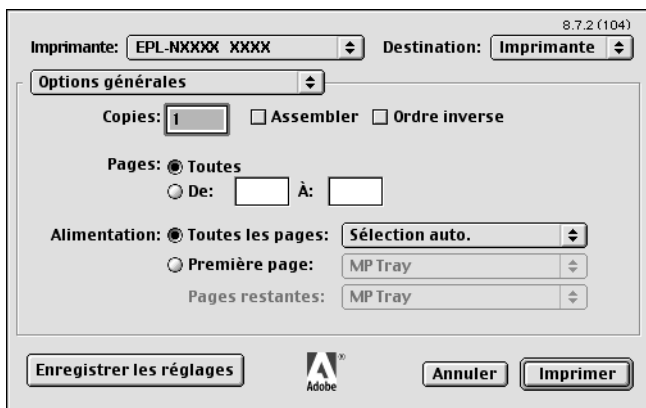 8.7.2 (104)
Imprimante: EPL-NXXXX XXXX Destination: Imprimante
Options générales
Copies: 1 Assembler Ordre inverse
Pages: Toutes
De: À:
Alimentation: Toutes les pages: Sélection auto.
Première page: MP Tray
Pages restantes: MP Tray
Enregistrer les réglages Adobe® Annuler Imprimer